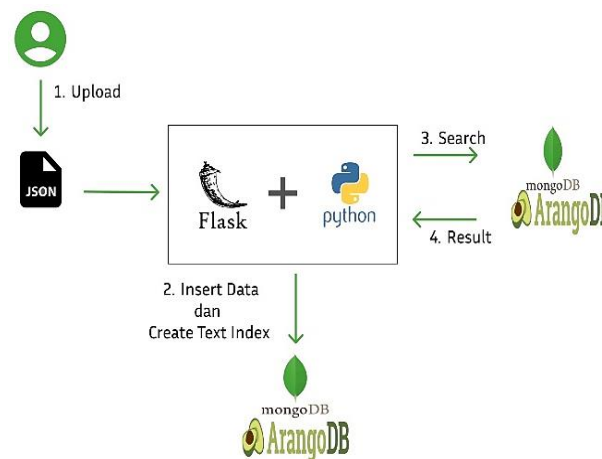 1. Upload
JSON
Flask
+
python
3. Search
4. Result
mongoDB
ArangoD
2. Insert Data
dan
Create Text Index
mongoDB
ArangoDB